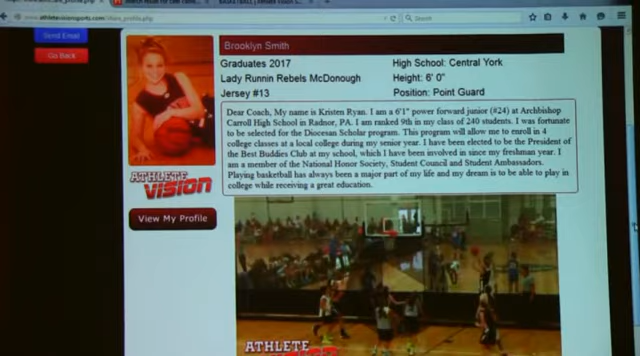 www.athletevisionsports.com/share_profile.php
Search
Send Email
Go Back
Brooklyn Smith
Graduates 2017
High School: Central York
Lady Runnin Rebels McDonough
Height: 6' 0"
Jersey #13
Position: Point Guard
Dear Coach, My name is Kristen Ryan. I am a 6'1" power forward junior (#24) at Archbishop
Carroll High School in Radnor, PA. I am ranked 9th in my class of 240 students. I was fortunate
to be selected for the Diocesan Scholar program. This program will allow me to enroll in 4
college classes at a local college during my senior year. I have been elected to be the President of
the Best Buddies Club at my school, which I have been involved in since my freshman year. I
am a member of the National Honor Society, Student Council and Student Ambassadors.
Playing basketball has always been a major part of my life and my dream is to be able to play in
college while receiving a great education.
ATHLETE
VISION
View My Profile
ATHLETE
VISION